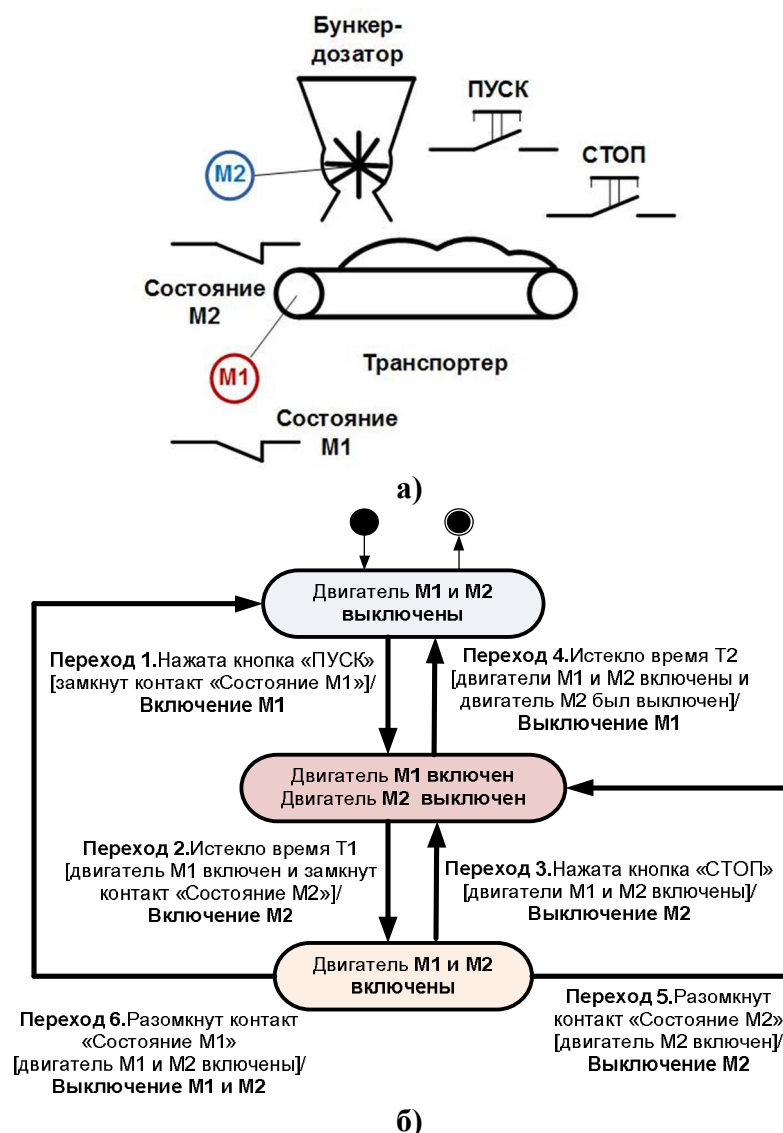 Бункер-
дозатор
ПУСК
М2
СТОП
Состояние
М2
М1
Транспортер
Состояние
М1
а)
Двигатель М1 и М2
выключены
Переход 1.Нажата кнопка «ПУСК»
[замкнут контакт «Состояние М1»]/
Включение М1
Переход 4.Истекло время Т2
[двигатели М1 и М2 включены и
двигатель М2 был выключен]/
Выключение М1
Двигатель М1 включен
Двигатель М2 выключен
Переход 2.Истекло время Т1
[двигатель М1 включен и замкнут
контакт «Состояние М2»]/
Включение М2
Переход 3.Нажата кнопка «СТОП»
[двигатели М1 и М2 включены]/
Выключение М2
Двигатель М1 и М2
включены
Переход 6.Разомкнут контакт
«Состояние М1»
[двигатель М1 и М2 включены]/
Выключение М1 и М2
Переход 5.Разомкнут
контакт «Состояние М2»
[двигатель М2 включен]/
Выключение М2
б)